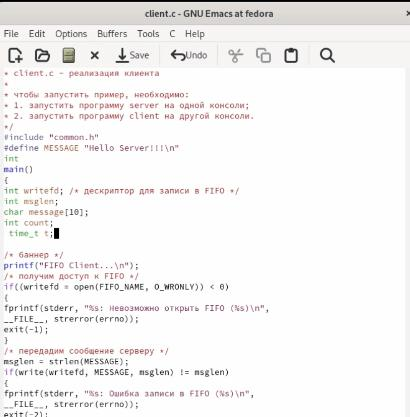 client.c - GNU Emacs at fedora
File Edit Options Buffers Tools C Help
Save Undo
* client.c - реализация клиента
*
* чтобы запустить пример, необходимо:
* 1. запустить программу server на одной консоли;
* 2. запустить программу client на другой консоли.
*/
#include "common.h"
#define MESSAGE "Hello Server!!!\n"
int
main()
{
int writefd; /* дескриптор для записи в FIFO */
int msglen;
char message[10];
int count;
time_t t;
/* баннер */
printf("FIFO Client...\n");
/* получим доступ к FIFO */
if((writefd = open(FIFO_NAME, O_WRONLY)) < 0)
{
fprintf(stderr, "%s: Невозможно открыть FIFO (%s)\n",
__FILE__, strerror(errno));
exit(-1);
}
/* передадим сообщение серверу */
msglen = strlen(MESSAGE);
if(write(writefd, MESSAGE, msglen) != msglen)
{
fprintf(stderr, "%s: Ошибка записи в FIFO (%s)\n",
__FILE__, strerror(errno));
exit(-2);